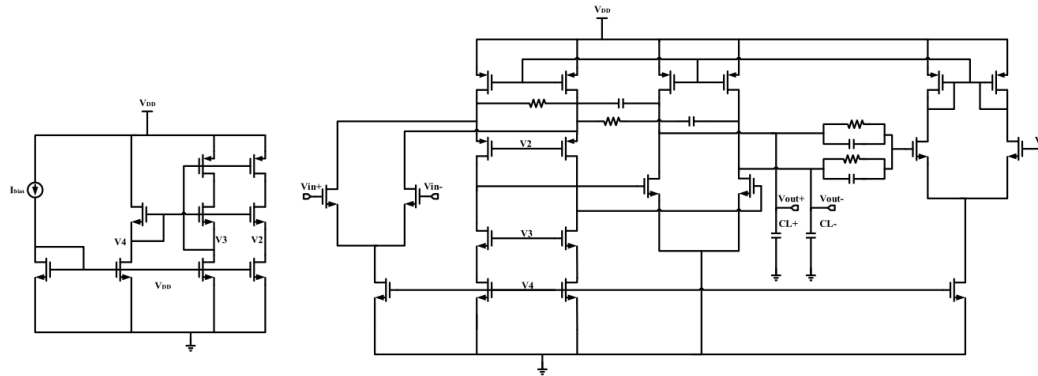 VDD
VDD
Ibias
V4
V3
V2
VDD
Vin+
Vin-
V2
V3
V4
Vout+
Vout-
CL+
CL-